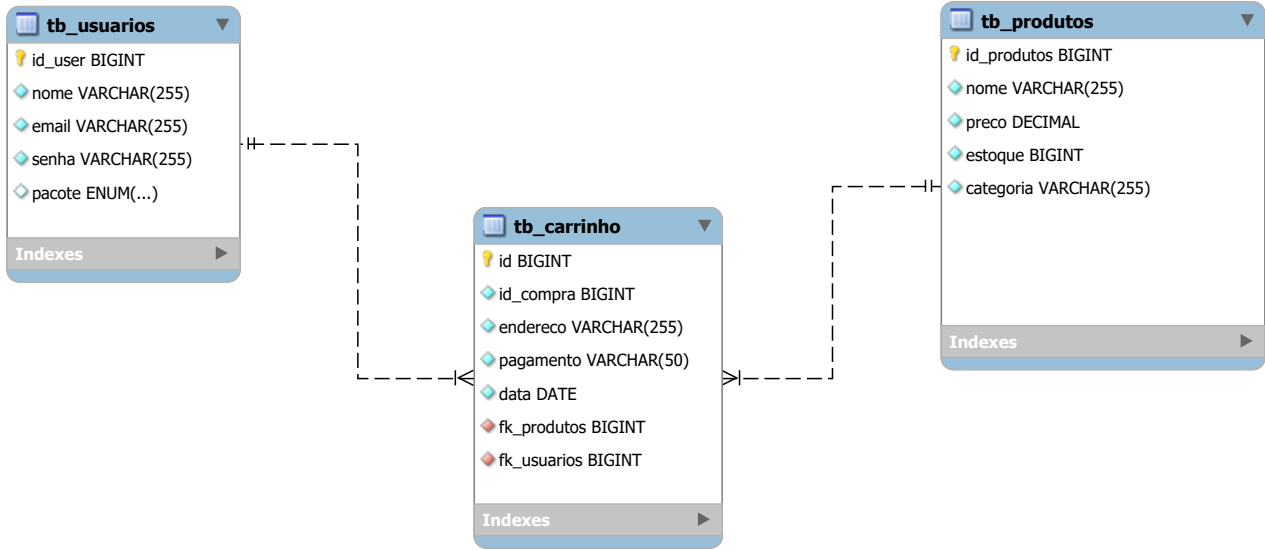 tb_usuarios
id_user BIGINT
nome VARCHAR(255)
email VARCHAR(255)
senha VARCHAR(255)
pacote ENUM(...)
Indexes
tb_carrinho
id BIGINT
id_compra BIGINT
endereco VARCHAR(255)
pagamento VARCHAR(50)
data DATE
fk_produtos BIGINT
fk_usuarios BIGINT
Indexes
tb_produtos
id_produtos BIGINT
nome VARCHAR(255)
preco DECIMAL
estoque BIGINT
categoria VARCHAR(255)
Indexes